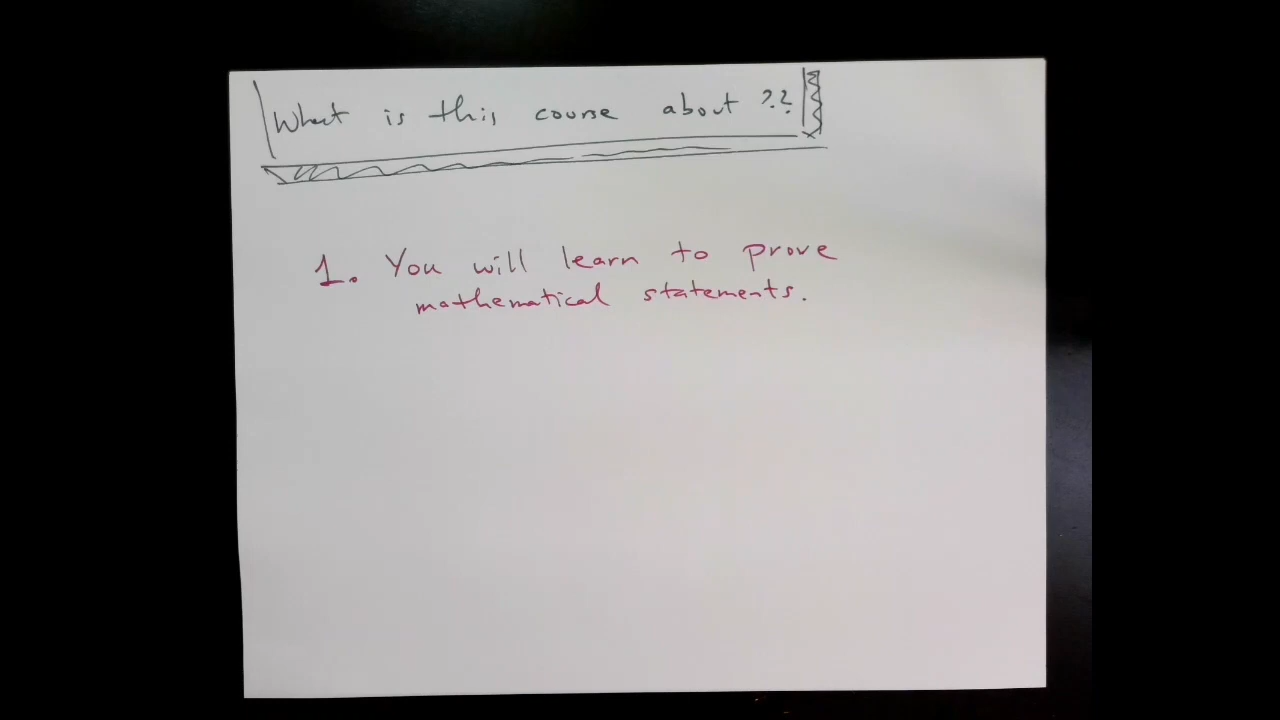 What is this course about ??
1. You will learn to prove
mathematical statements.